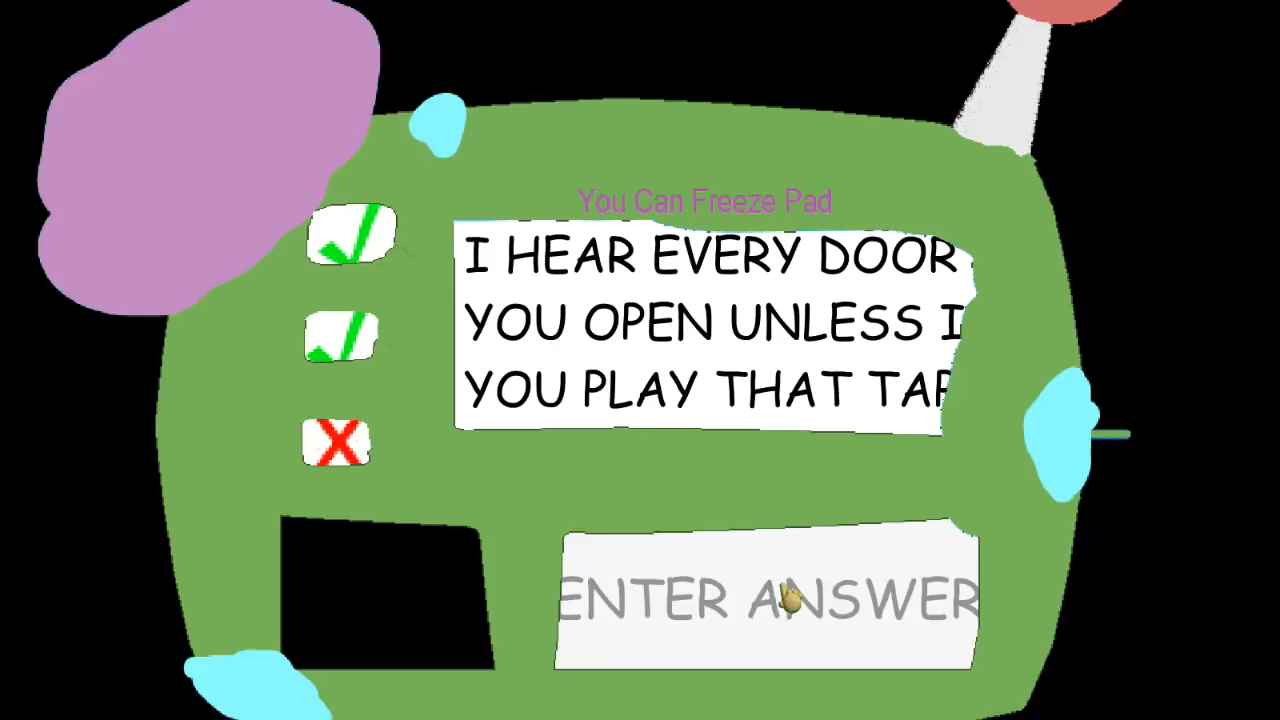 You Can Freeze Pad
I HEAR EVERY DOOR
YOU OPEN UNLESS
YOU PLAY THAT
ENTER ANSWER